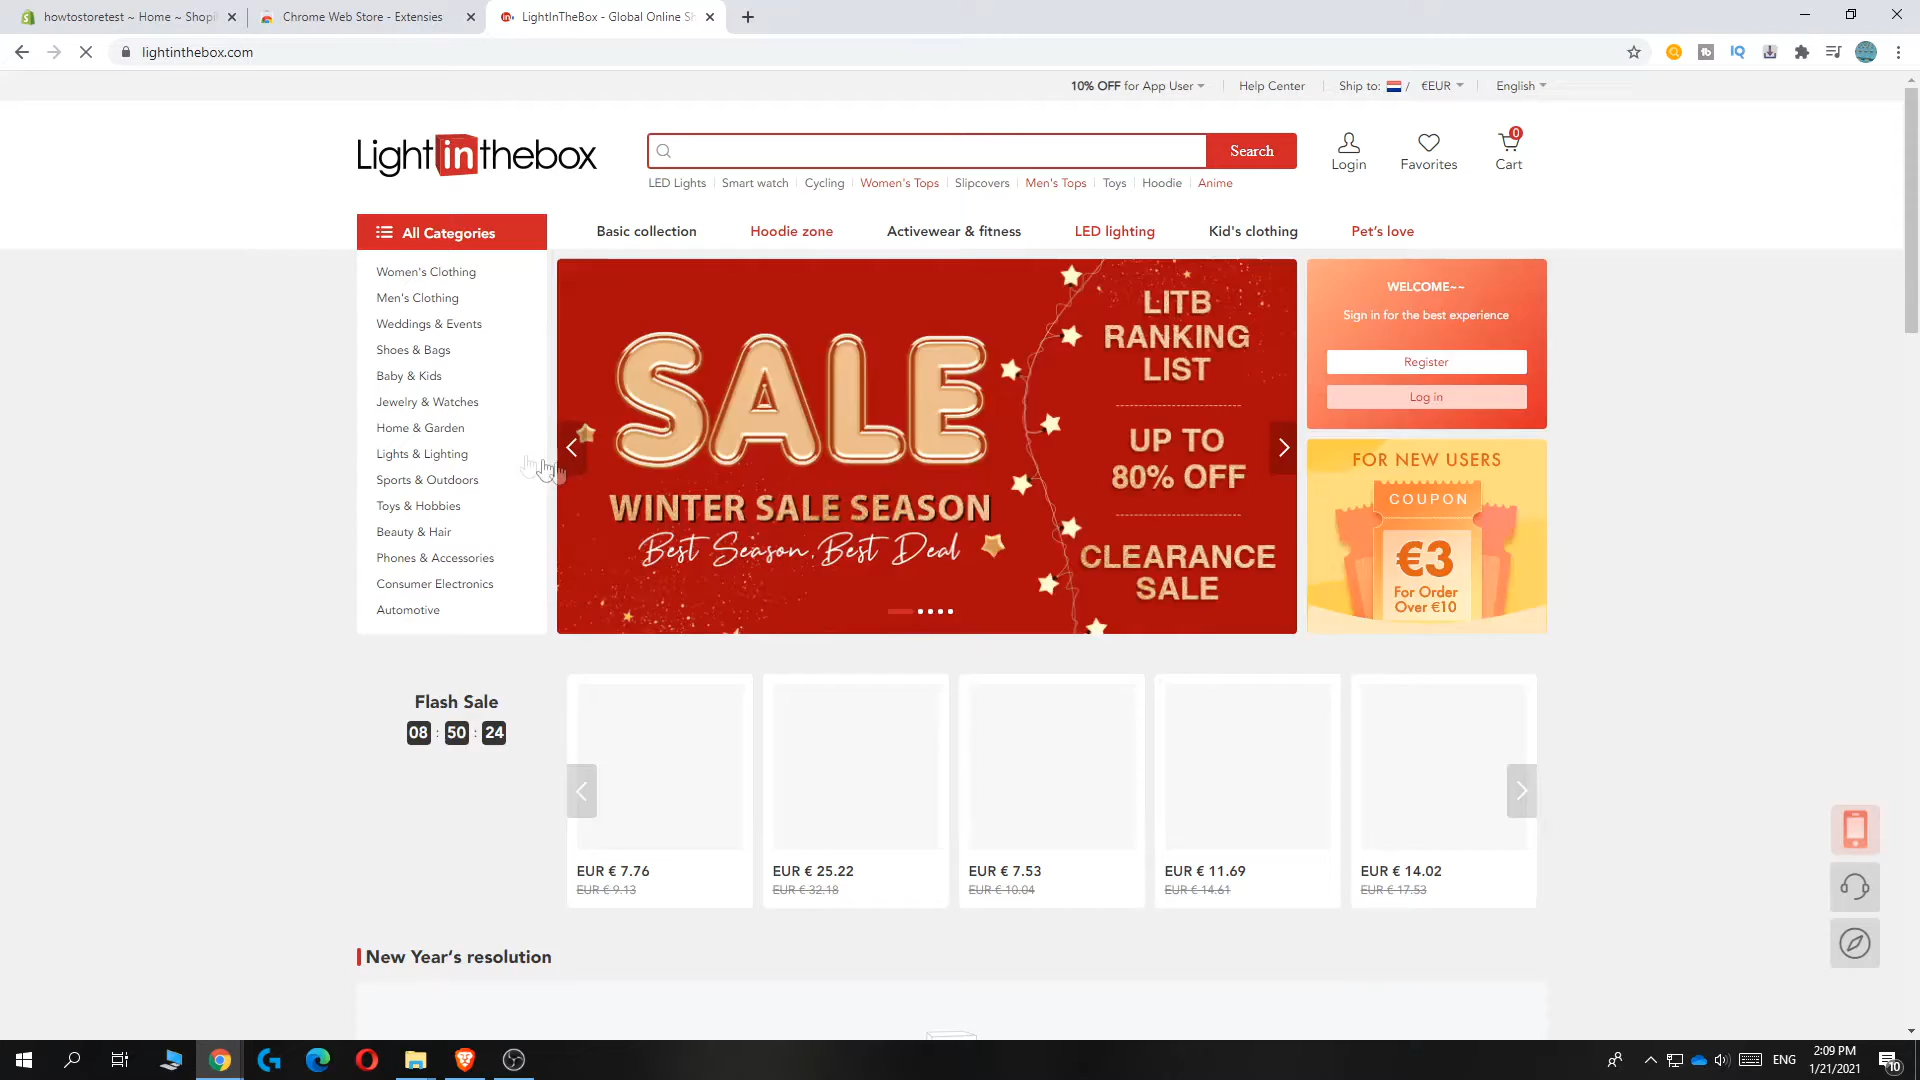 howtostoretest ~ Home ~ Shopi
Chrome Web Store - Extensies
LightInTheBox - Global Online Sh
lightinthebox.com
10% OFF for App User
Help Center
Ship to: / €EUR
English
Lightinthebox
Search
Login
Favorites
0
Cart
LED Lights
Smart watch
Cycling
Women's Tops
Slipcovers
Men's Tops
Toys
Hoodie
Anime
All Categories
Basic collection
Hoodie zone
Activewear & fitness
LED lighting
Kid's clothing
Pet's love
Women's Clothing
Men's Clothing
Weddings & Events
Shoes & Bags
Baby & Kids
Jewelry & Watches
Home & Garden
Lights & Lighting
Sports & Outdoors
Toys & Hobbies
Beauty & Hair
Phones & Accessories
Consumer Electronics
Automotive
SALE
WINTER SALE SEASON
Best Season, Best Deal
LITB
RANKING
LIST
UP TO
80% OFF
CLEARANCE
SALE
WELCOME~~
Sign in for the best experience
Register
Log in
FOR NEW USERS
COUPON
€3
For Order
Over €10
Flash Sale
08 : 50 : 24
EUR € 7.76
EUR € 9.13
EUR € 25.22
EUR € 32.18
EUR € 7.53
EUR € 10.04
EUR € 11.69
EUR € 14.61
EUR € 14.02
EUR € 17.53
New Year's resolution
ENG
2:09 PM
1/21/2021
10